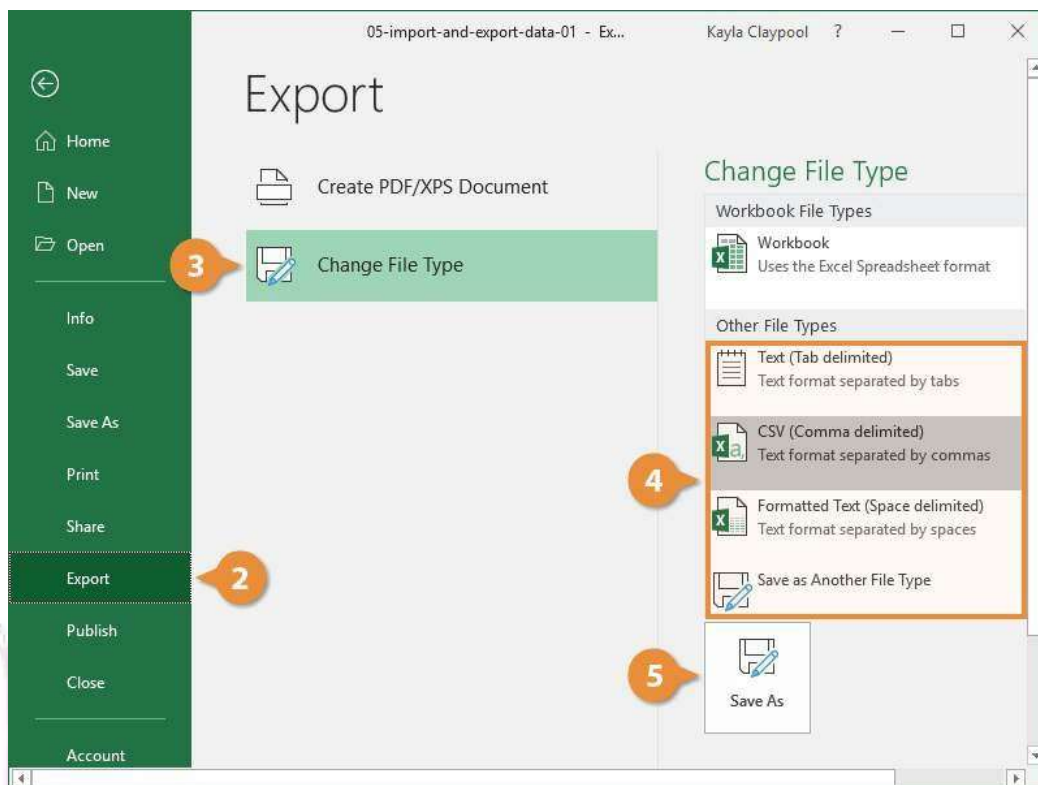 05-import-and-export-data-01 - Ex...
Kayla Claypool
?
Home
New
Open
Info
Save
Save As
Print
Share
Export
Publish
Close
Account
2
Export
Create PDF/XPS Document
3
Change File Type
Change File Type
Workbook File Types
Workbook
Uses the Excel Spreadsheet format
Other File Types
4
Text (Tab delimited)
Text format separated by tabs
CSV (Comma delimited)
Text format separated by commas
Formatted Text (Space delimited)
Text format separated by spaces
Save as Another File Type
5
Save As